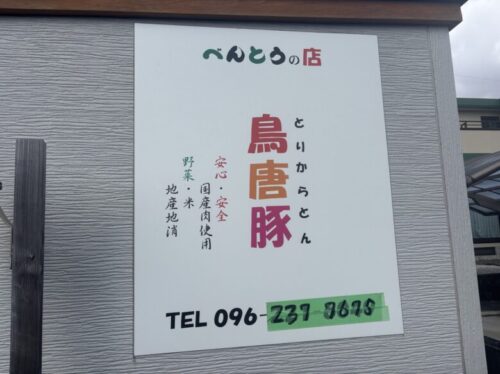 べんとうの店
鳥唐豚
とりからとん
安心・安全
国産肉使用
野菜・米
地産地消
TEL 096-237